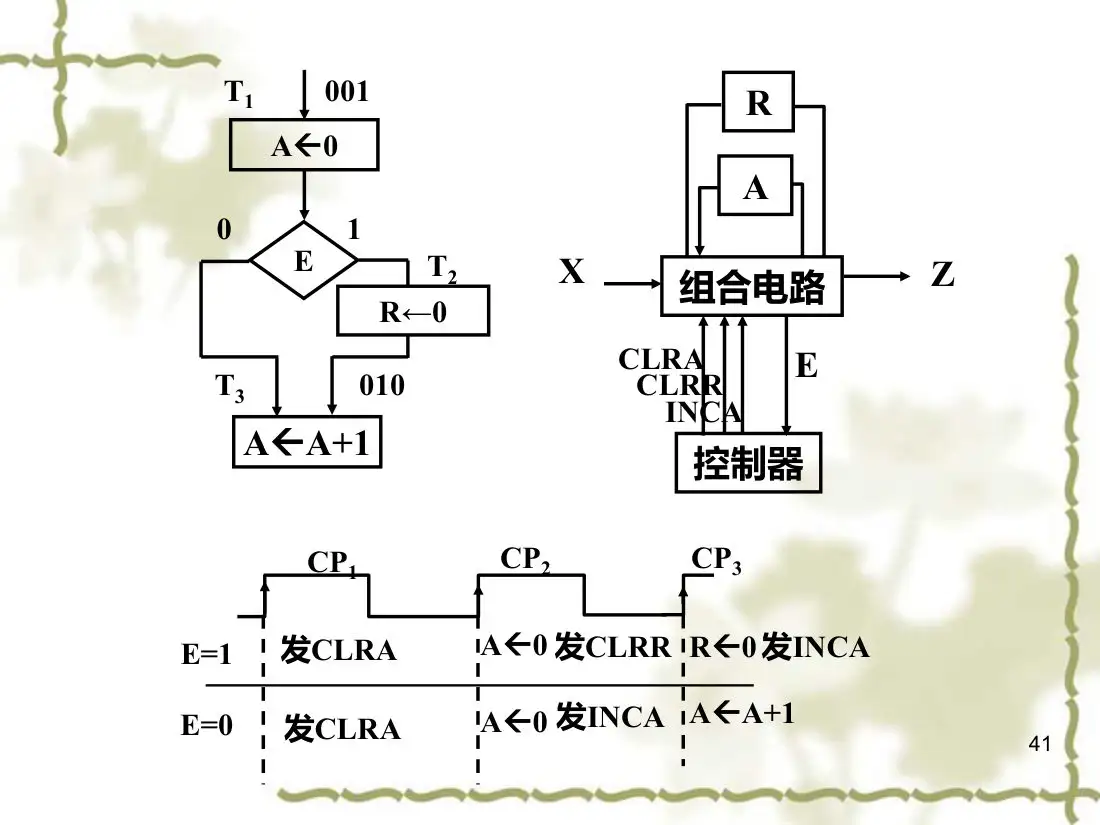 T₁ 001
A←0
0 1
E
T₂
R←0
T₃ 010
A←A+1
R
A
X 组合电路 Z
CLRA
CLRR
INCA
E
控制器
CP₁ CP₂ CP₃
E=1 发CLRA A←0 发CLRR R←0 发INCA
E=0 发CLRA A←0 发INCA A←A+1
41